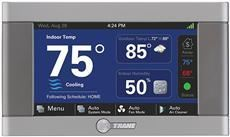 Wed, Aug 28
4:24 PM
Indoor Temp
75°
Cooling
Following Schedule: HOME
Outdoor Temp
85°
Indoor Humidity
50%
Away
75°
68°
Menu
Auto
System Mode
Auto
Fan Mode
Auto
Air Cleaner
TRANE